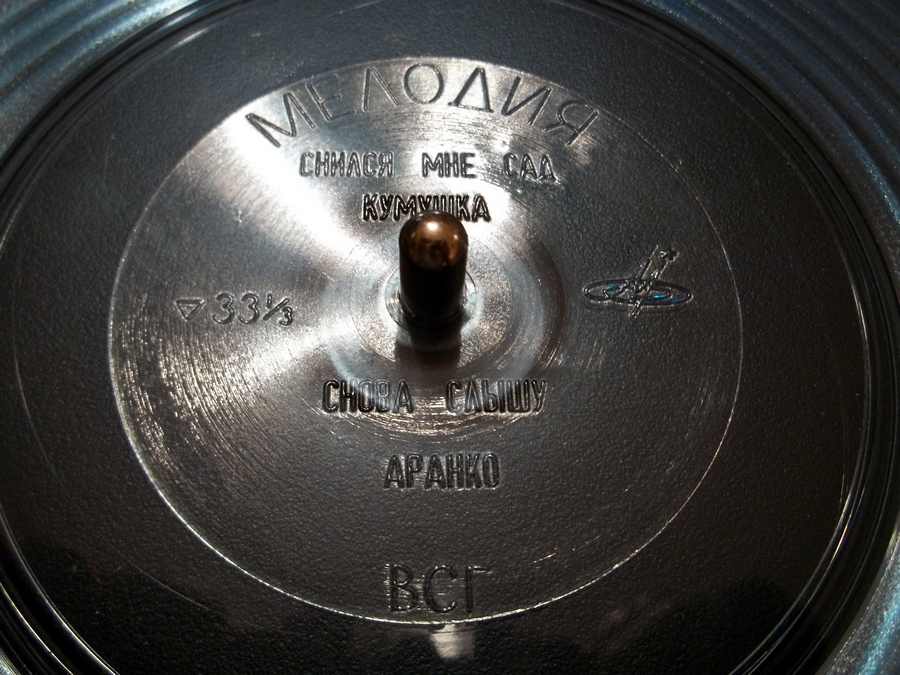 МЕЛОДИЯ
СНИЛСЯ МНЕ САД
КУМУШКА
▽ 33⅓
СНОВА СЛЫШУ
АРАНКО
ВСГ